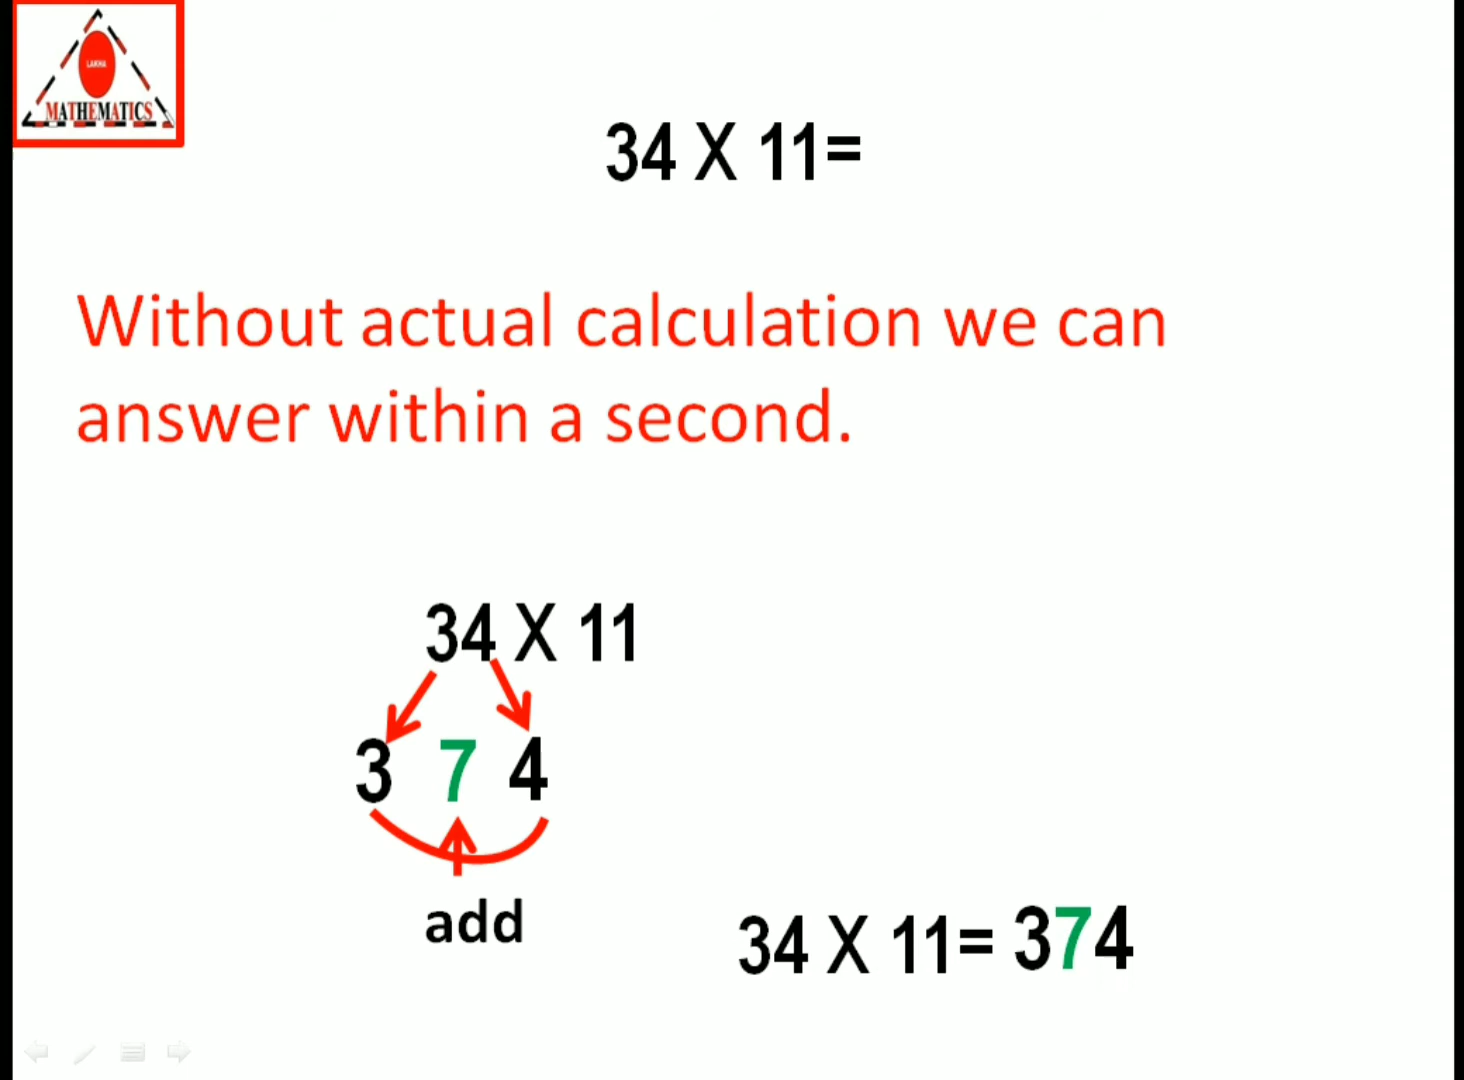 LAKHA
MATHEMATICS
34 X 11=
Without actual calculation we can
answer within a second.
34 X 11
3 7 4
add
34 X 11= 374